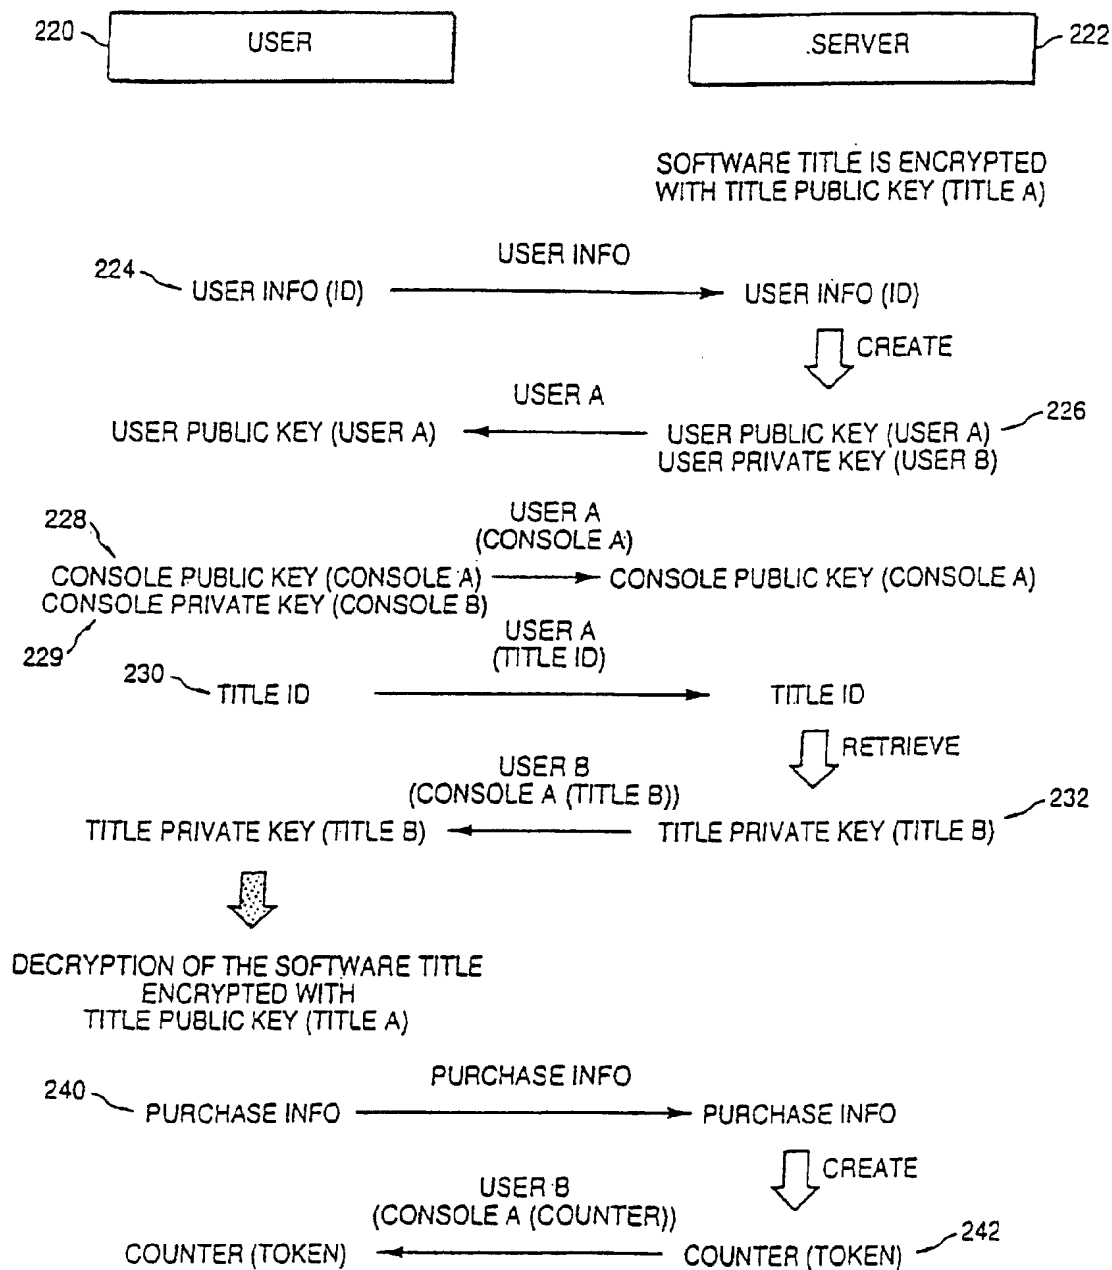 220
USER
.SERVER
222
SOFTWARE TITLE IS ENCRYPTED
WITH TITLE PUBLIC KEY (TITLE A)
224
USER INFO (ID)
USER INFO
USER INFO (ID)
CREATE
USER A
226
USER PUBLIC KEY (USER A)
USER PUBLIC KEY (USER A)
USER PRIVATE KEY (USER B)
228
USER A
(CONSOLE A)
CONSOLE PUBLIC KEY (CONSOLE A)
CONSOLE PUBLIC KEY (CONSOLE A)
CONSOLE PRIVATE KEY (CONSOLE B)
229
USER A
(TITLE ID)
230
TITLE ID
TITLE ID
RETRIEVE
USER B
(CONSOLE A (TITLE B))
232
TITLE PRIVATE KEY (TITLE B)
TITLE PRIVATE KEY (TITLE B)
DECRYPTION OF THE SOFTWARE TITLE
ENCRYPTED WITH
TITLE PUBLIC KEY (TITLE A)
240
PURCHASE INFO
PURCHASE INFO
PURCHASE INFO
CREATE
USER B
(CONSOLE A (COUNTER))
242
COUNTER (TOKEN)
COUNTER (TOKEN)